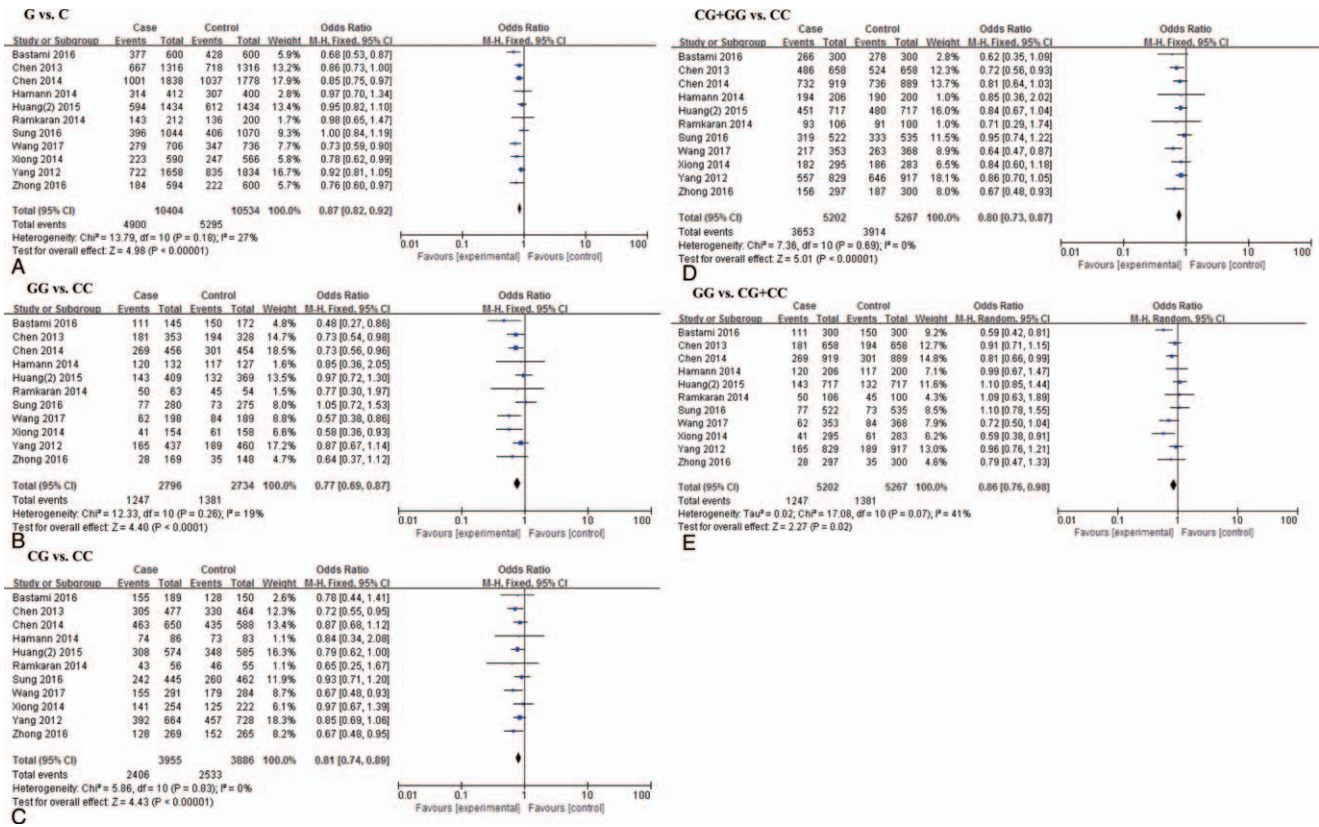 G vs. C
Case Control Odds Ratio Odds Ratio
Study or Subgroup Events Total Events Total Weight M-H, Fixed, 95% CI M-H, Fixed, 95% CI
Bastami 2016 377 600 428 600 5.9% 0.68 [0.53, 0.87]
Chen 2013 667 1316 718 1316 13.2% 0.86 [0.73, 1.00]
Chen 2014 1001 1838 1037 1778 17.9% 0.85 [0.75, 0.97]
Hamann 2014 314 412 307 400 2.8% 0.97 [0.70, 1.34]
Huang(2) 2015 594 1434 612 1434 13.4% 0.95 [0.82, 1.10]
Ramkaran 2014 143 212 136 200 1.7% 0.98 [0.65, 1.47]
Sung 2016 396 1044 406 1070 9.4% 1.00 [0.84, 1.19]
Wang 2017 279 706 347 736 7.7% 0.73 [0.59, 0.90]
Xiong 2014 223 590 247 566 5.9% 0.78 [0.62, 0.99]
Yang 2012 722 1658 835 1834 16.7% 0.92 [0.81, 1.05]
Zhong 2016 184 594 222 600 5.7% 0.76 [0.60, 0.97]
Total (95% CI) 10404 10534 100.0% 0.87 [0.82, 0.92]
Total events 4900 5295
Heterogeneity: Chi² = 13.79, df = 10 (P = 0.18); I² = 27%
Test for overall effect: Z = 4.98 (P < 0.00001)
0.01 0.1 1 10 100
Favours [experimental] Favours [control]
A
GG vs. CC
Case Control Odds Ratio Odds Ratio
Study or Subgroup Events Total Events Total Weight M-H, Fixed, 95% CI M-H, Fixed, 95% CI
Bastami 2016 111 145 150 172 4.8% 0.48 [0.27, 0.86]
Chen 2013 181 353 194 328 14.7% 0.73 [0.54, 0.98]
Chen 2014 269 456 301 454 18.5% 0.73 [0.56, 0.96]
Hamann 2014 120 132 117 127 1.7% 0.85 [0.36, 2.05]
Huang(2) 2015 143 409 132 369 13.6% 0.97 [0.72, 1.30]
Ramkaran 2014 50 63 45 54 1.7% 0.77 [0.30, 1.97]
Sung 2016 77 280 73 275 8.1% 1.05 [0.72, 1.53]
Wang 2017 62 198 84 189 9.0% 0.57 [0.38, 0.86]
Xiong 2014 41 154 61 158 6.7% 0.58 [0.36, 0.93]
Yang 2012 165 437 189 460 17.2% 0.87 [0.67, 1.14]
Zhong 2016 28 169 35 148 4.7% 0.64 [0.37, 1.12]
Total (95% CI) 2796 2734 100.0% 0.77 [0.69, 0.87]
Total events 1247 1381
Heterogeneity: Chi² = 12.33, df = 10 (P = 0.26); I² = 19%
Test for overall effect: Z = 4.40 (P < 0.0001)
0.01 0.1 1 10 100
Favours [experimental] Favours [control]
B
CG vs. CC
Case Control Odds Ratio Odds Ratio
Study or Subgroup Events Total Events Total Weight M-H, Fixed, 95% CI M-H, Fixed, 95% CI
Bastami 2016 155 189 128 150 2.6% 0.78 [0.44, 1.41]
Chen 2013 305 477 330 464 12.3% 0.72 [0.55, 0.95]
Chen 2014 463 650 435 588 13.4% 0.87 [0.68, 1.12]
Hamann 2014 74 86 73 83 1.1% 0.84 [0.34, 2.08]
Huang(2) 2015 308 574 348 585 16.3% 0.79 [0.62, 1.00]
Ramkaran 2014 43 56 46 55 1.1% 0.65 [0.25, 1.67]
Sung 2016 242 445 260 462 11.9% 0.93 [0.71, 1.20]
Wang 2017 155 291 179 284 8.7% 0.67 [0.48, 0.93]
Xiong 2014 141 254 125 222 6.0% 0.97 [0.67, 1.39]
Yang 2012 392 664 457 728 18.3% 0.85 [0.69, 1.06]
Zhong 2016 128 269 152 265 8.2% 0.67 [0.48, 0.95]
Total (95% CI) 3955 3886 100.0% 0.81 [0.74, 0.89]
Total events 2406 2533
Heterogeneity: Chi² = 5.86, df = 10 (P = 0.83); I² = 0%
Test for overall effect: Z = 4.43 (P < 0.00001)
0.01 0.1 1 10 100
Favours [experimental] Favours [control]
C
CG+GG vs. CC
Case Control Odds Ratio Odds Ratio
Study or Subgroup Events Total Events Total Weight M-H, Fixed, 95% CI M-H, Fixed, 95% CI
Bastami 2016 266 300 278 300 2.8% 0.62 [0.35, 1.09]
Chen 2013 486 658 524 658 12.2% 0.72 [0.56, 0.93]
Chen 2014 732 919 736 889 13.4% 0.81 [0.64, 1.03]
Hamann 2014 194 206 190 200 1.0% 0.85 [0.36, 2.02]
Huang(2) 2015 451 717 480 717 15.8% 0.84 [0.67, 1.04]
Ramkaran 2014 93 106 91 100 1.0% 0.71 [0.29, 1.74]
Sung 2016 319 522 333 535 11.5% 0.95 [0.74, 1.22]
Wang 2017 217 353 263 368 8.8% 0.64 [0.47, 0.87]
Xiong 2014 182 295 186 283 6.4% 0.84 [0.60, 1.18]
Yang 2012 557 829 646 917 18.1% 0.86 [0.70, 1.05]
Zhong 2016 156 297 187 300 8.0% 0.67 [0.48, 0.93]
Total (95% CI) 5202 5267 100.0% 0.80 [0.73, 0.87]
Total events 3653 3914
Heterogeneity: Chi² = 7.36, df = 10 (P = 0.69); I² = 0%
Test for overall effect: Z = 5.01 (P < 0.00001)
0.01 0.1 1 10 100
Favours [experimental] Favours [control]
D
GG vs. CG+CC
Case Control Odds Ratio Odds Ratio
Study or Subgroup Events Total Events Total Weight M-H, Random, 95% CI M-H, Random, 95% CI
Bastami 2016 111 300 150 300 9.2% 0.59 [0.42, 0.81]
Chen 2013 181 658 194 658 12.9% 0.91 [0.71, 1.15]
Chen 2014 269 919 301 889 14.8% 0.81 [0.66, 0.99]
Hamann 2014 120 206 117 200 7.1% 0.99 [0.67, 1.47]
Huang(2) 2015 143 717 132 717 11.6% 1.10 [0.85, 1.44]
Ramkaran 2014 50 106 45 100 4.1% 1.09 [0.63, 1.89]
Sung 2016 77 522 73 535 8.6% 1.10 [0.78, 1.55]
Wang 2017 62 353 84 368 8.2% 0.72 [0.50, 1.04]
Xiong 2014 41 295 61 283 6.0% 0.59 [0.38, 0.91]
Yang 2012 165 829 189 917 13.0% 0.96 [0.76, 1.21]
Zhong 2016 28 297 35 300 4.6% 0.79 [0.47, 1.33]
Total (95% CI) 5202 5267 100.0% 0.86 [0.76, 0.98]
Total events 1247 1381
Heterogeneity: Tau² = 0.02; Chi² = 17.08, df = 10 (P = 0.07); I² = 41%
Test for overall effect: Z = 2.27 (P = 0.02)
0.01 0.1 1 10 100
Favours [experimental] Favours [control]
E